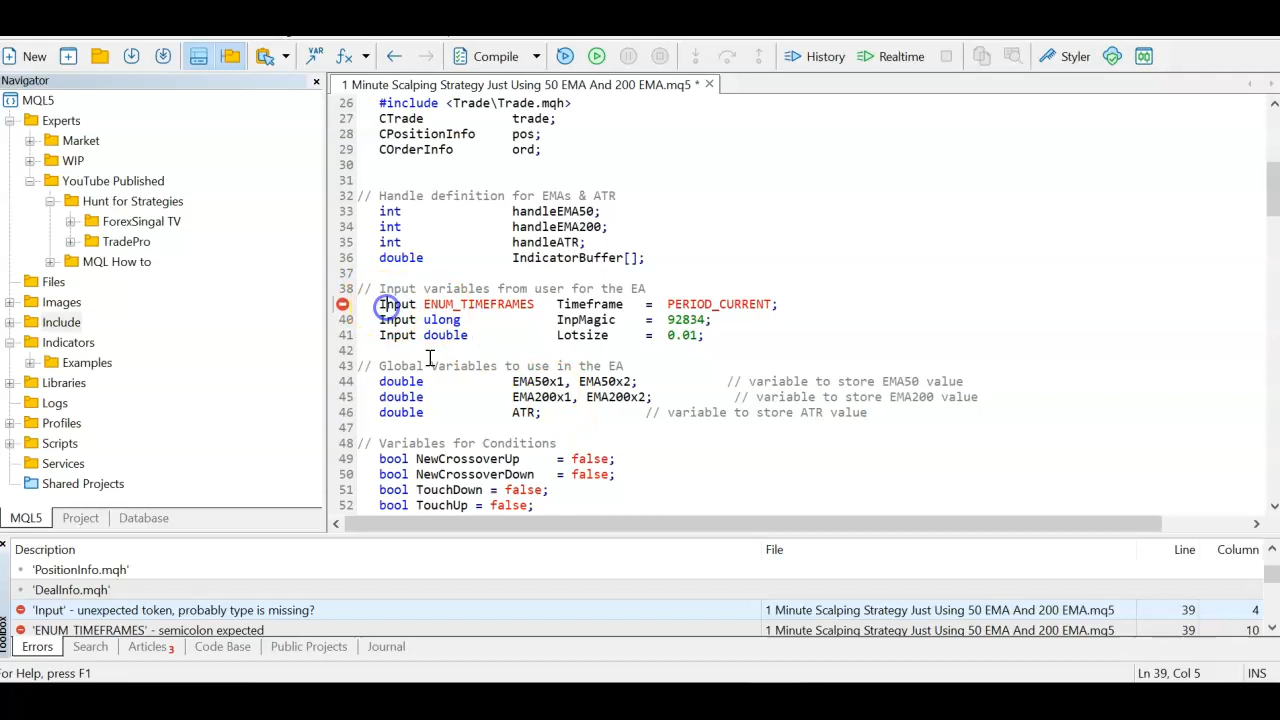 New
Compile
History
Realtime
Styler
Navigator
MQL5
Experts
Market
WIP
YouTube Published
Hunt for Strategies
ForexSingal TV
TradePro
MQL How to
Files
Images
Include
Indicators
Examples
Libraries
Logs
Profiles
Scripts
Services
Shared Projects
MQL5 Project Database
1 Minute Scalping Strategy Just Using 50 EMA And 200 EMA.mq5 *
26 #include <Trade\Trade.mqh>
27 CTrade trade;
28 CPositionInfo pos;
29 COrderInfo ord;
30
31
32 // Handle definition for EMAs & ATR
33 int handleEMA50;
34 int handleEMA200;
35 int handleATR;
36 double IndicatorBuffer[];
37
38 // Input variables from user for the EA
Input ENUM_TIMEFRAMES Timeframe = PERIOD_CURRENT;
40 Input ulong InpMagic = 92834;
41 Input double Lotsize = 0.01;
42
43 // Global Variables to use in the EA
44 double EMA50x1, EMA50x2; // variable to store EMA50 value
45 double EMA200x1, EMA200x2; // variable to store EMA200 value
46 double ATR; // variable to store ATR value
47
48 // Variables for Conditions
49 bool NewCrossoverUp = false;
50 bool NewCrossoverDown = false;
51 bool TouchDown = false;
52 bool TouchUp = false;
Description File Line Column
'PositionInfo.mqh'
'DealInfo.mqh'
'Input' - unexpected token, probably type is missing? 1 Minute Scalping Strategy Just Using 50 EMA And 200 EMA.mq5 39 4
'ENUM_TIMEFRAMES' - semicolon expected 1 Minute Scalping Strategy Just Using 50 EMA And 200 EMA.mq5 39 10
Toolbox
Errors Search Articles 3 Code Base Public Projects Journal
For Help, press F1 Ln 39, Col 5 INS